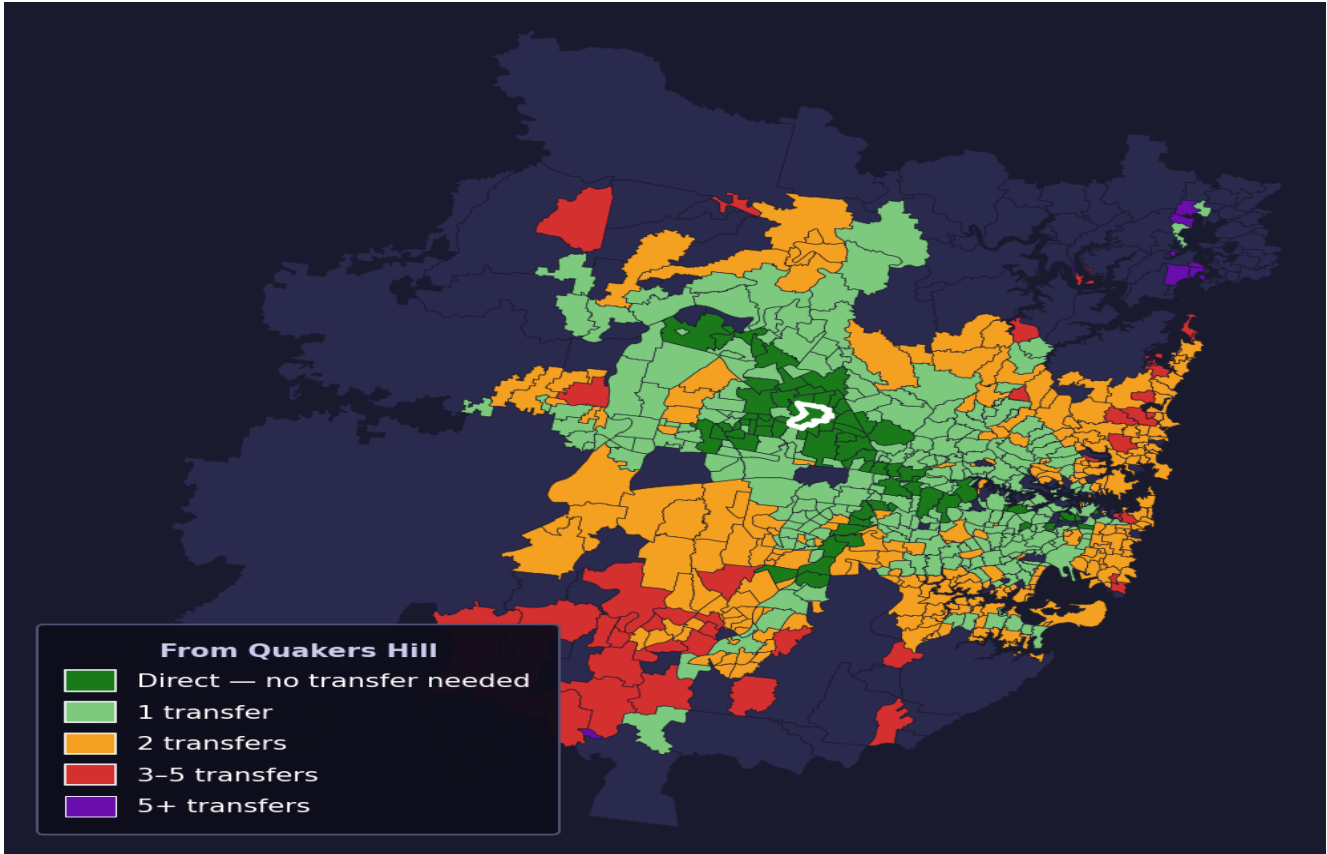 From Quakers Hill
Direct — no transfer needed
1 transfer
2 transfers
3–5 transfers
5+ transfers